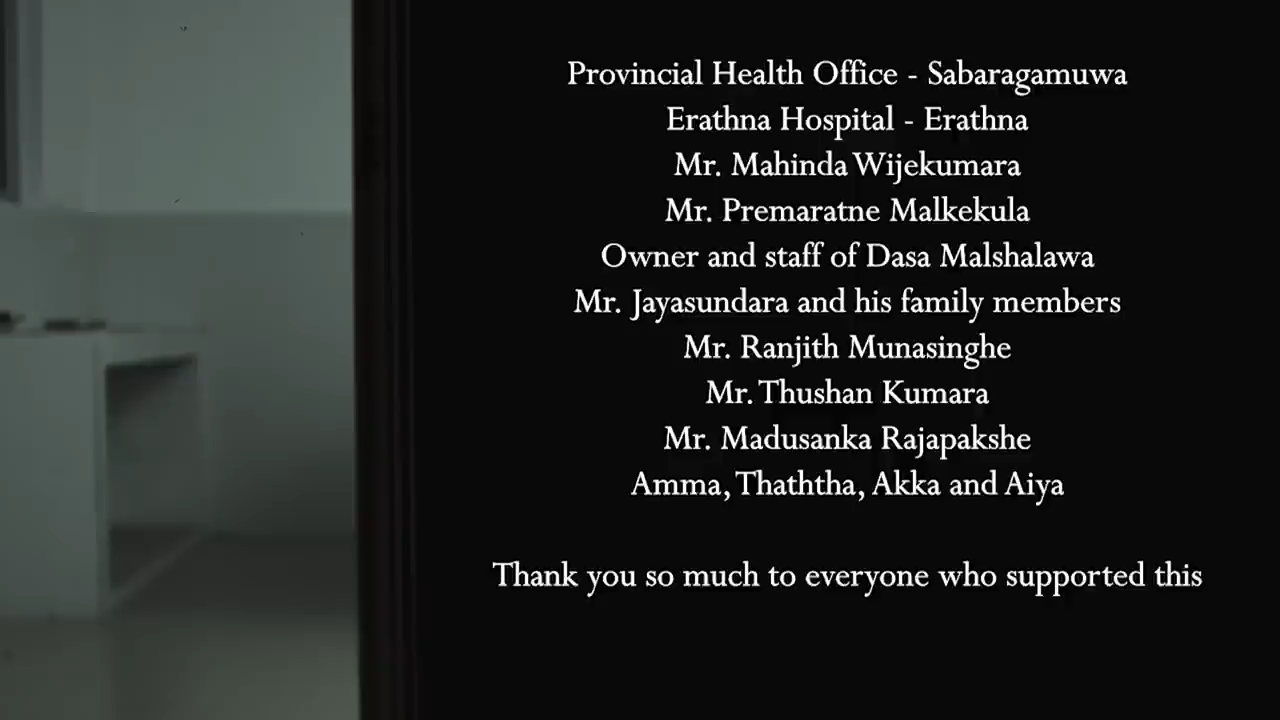 Provincial Health Office - Sabaragamuwa
Erathna Hospital - Erathna
Mr. Mahinda Wijekumara
Mr. Premaratne Malkekula
Owner and staff of Dasa Malshalawa
Mr. Jayasundara and his family members
Mr. Ranjith Munasinghe
Mr. Thushan Kumara
Mr. Madusanka Rajapakshe
Amma, Thaththa, Akka and Aiya
Thank you so much to everyone who supported this